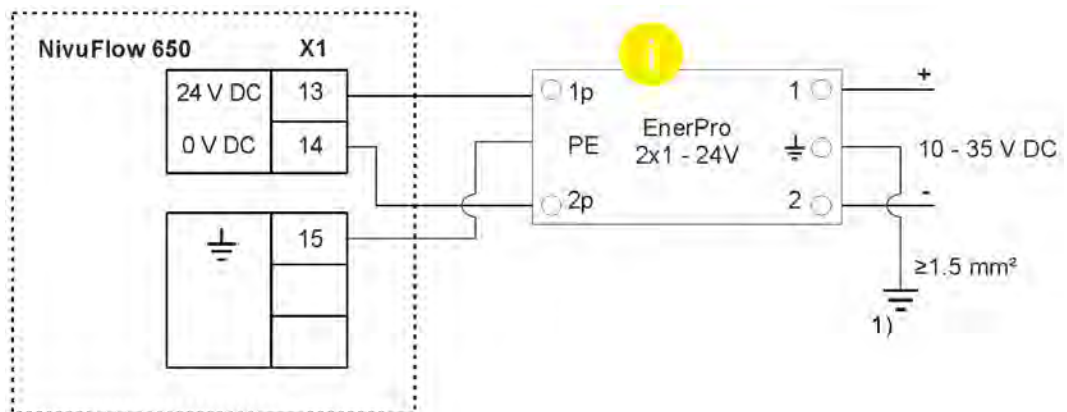 NivuFlow 650 X1
24 V DC 13
0 V DC 14
15
1p
PE
2p
EnerPro
2x1 - 24V
1
2
+
10 - 35 V DC
-
≥1.5 mm²
1)
i